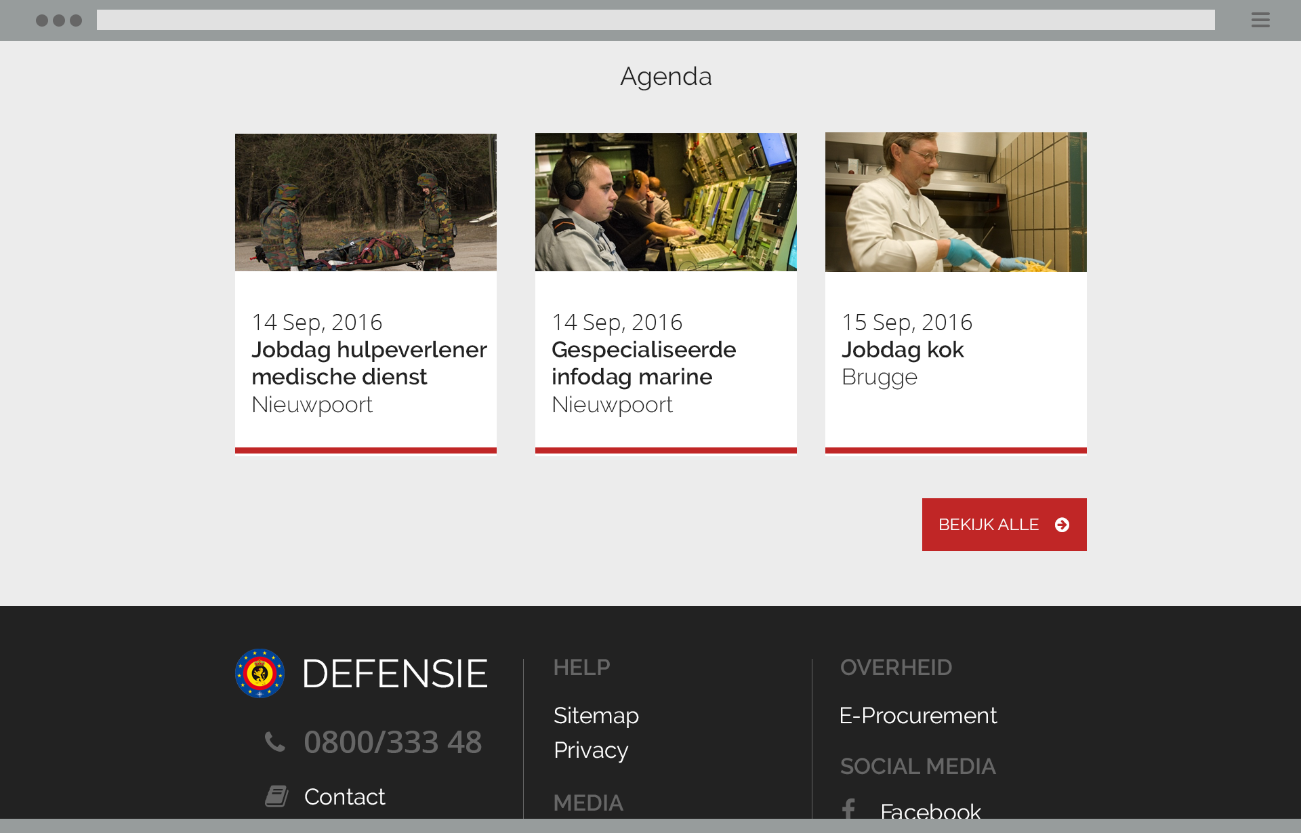 Agenda
14 Sep, 2016
Jobdag hulpeverlener
medische dienst
Nieuwpoort
14 Sep, 2016
Gespecialiseerde
infodag marine
Nieuwpoort
15 Sep, 2016
Jobdag kok
Brugge
BEKIJK ALLE
DEFENSIE
0800/333 48
Contact
HELP
Sitemap
Privacy
MEDIA
OVERHEID
E-Procurement
SOCIAL MEDIA
Facebook